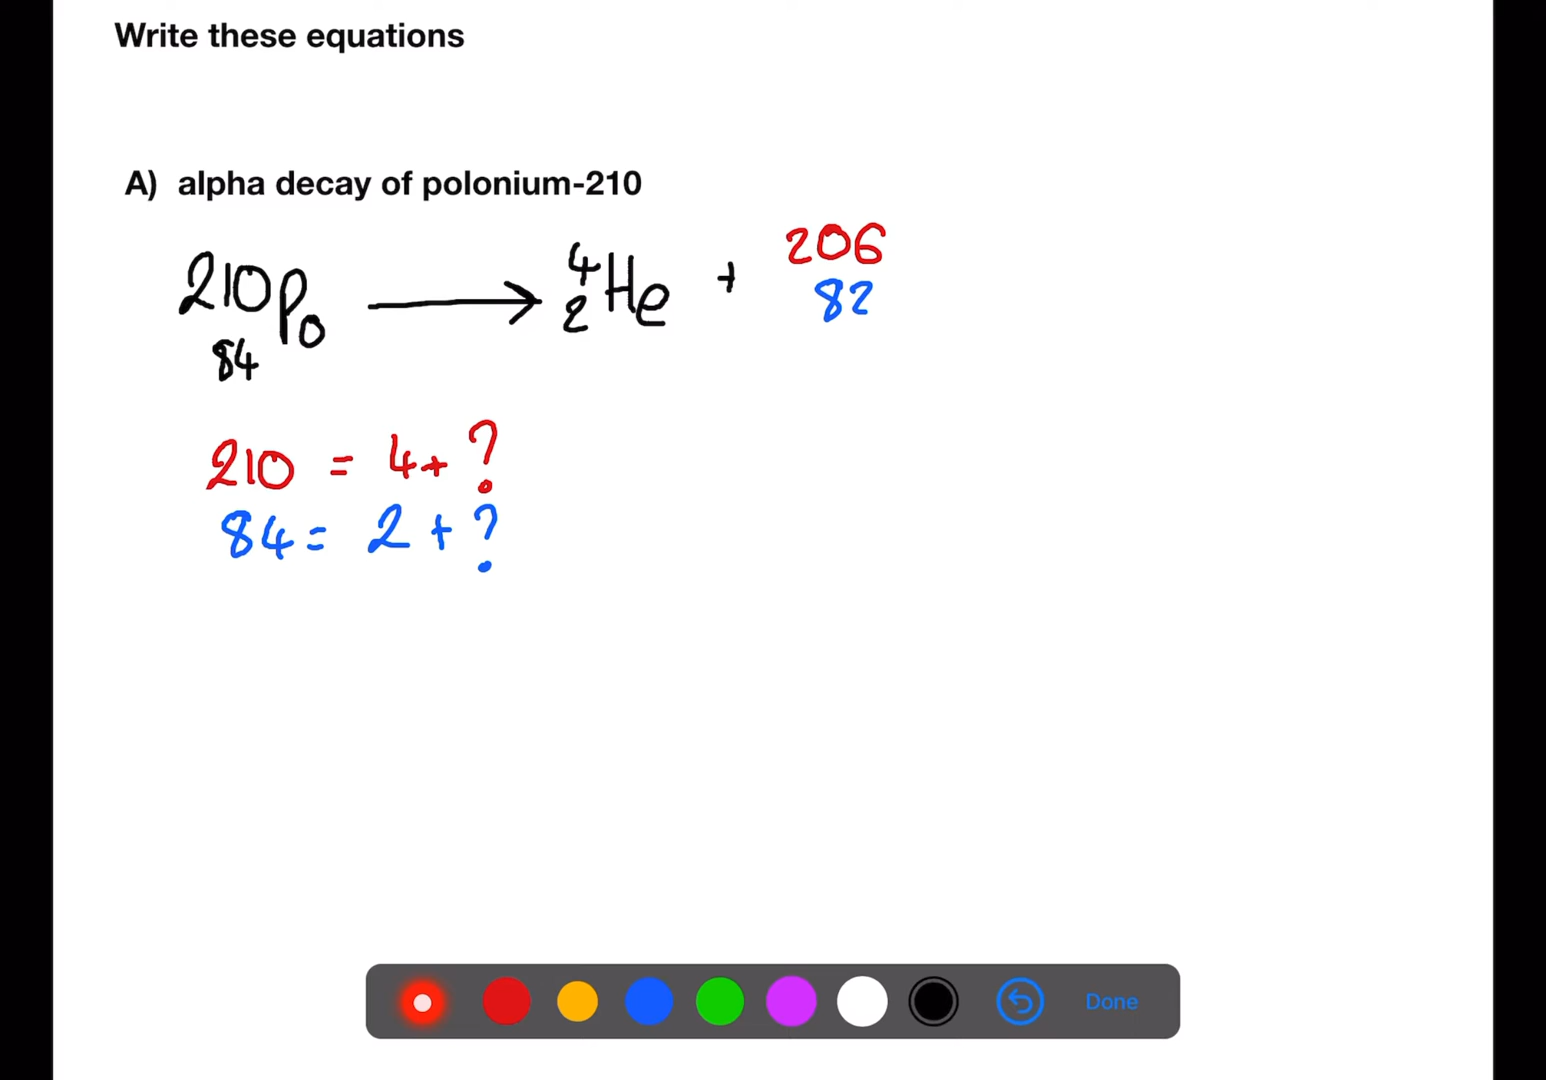 Write these equations
A) alpha decay of polonium-210
210 84 Po → 4 2 He + 206 82
210 = 4 + ?
84 = 2 + ?
Done